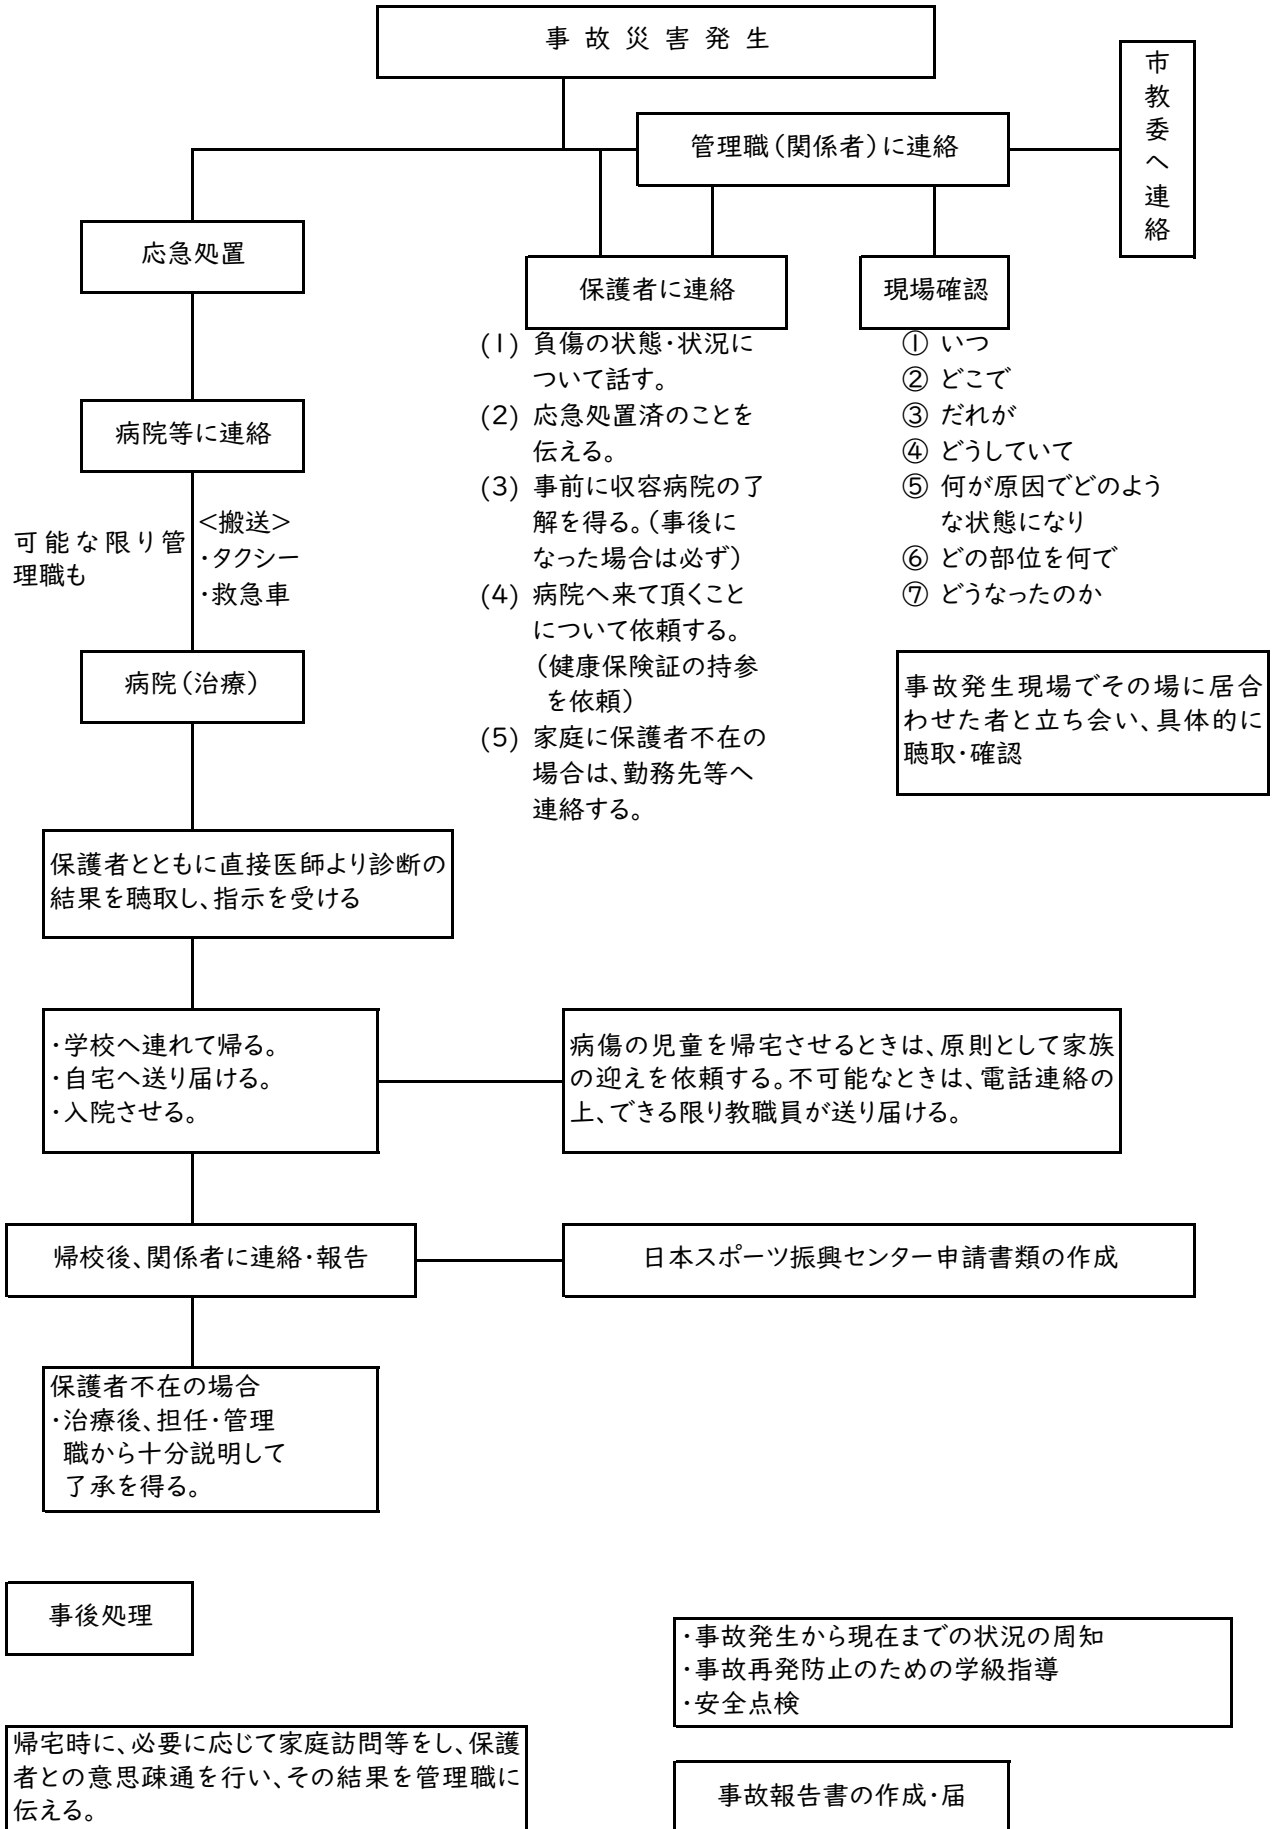 事故災害発生
市教委へ連絡
管理職（関係者）に連絡
応急処置
保護者に連絡
現場確認
(1) 負傷の状態・状況に
ついて話す。
(2) 応急処置済のことを
伝える。
(3) 事前に収容病院の了
解を得る。（事後に
なった場合は必ず）
(4) 病院へ来て頂くこと
について依頼する。
（健康保険証の持参
を依頼）
(5) 家庭に保護者不在の
場合は、勤務先等へ
連絡する。
① いつ
② どこで
③ だれが
④ どうしていて
⑤ 何が原因でどのよう
な状態になり
⑥ どの部位を何で
⑦ どうなったのか
事故発生現場でその場に居合
わせた者と立ち会い、具体的に
聴取・確認
病院等に連絡
可能な限り管
理職も
＜搬送＞
・タクシー
・救急車
病院（治療）
保護者とともに直接医師より診断の
結果を聴取し、指示を受ける
・学校へ連れて帰る。
・自宅へ送り届ける。
・入院させる。
病傷の児童を帰宅させるときは、原則として家族
の迎えを依頼する。不可能なときは、電話連絡の
上、できる限り教職員が送り届ける。
帰校後、関係者に連絡・報告
日本スポーツ振興センター申請書類の作成
保護者不在の場合
・治療後、担任・管理
職から十分説明して
了承を得る。
事後処理
・事故発生から現在までの状況の周知
・事故再発防止のための学級指導
・安全点検
帰宅時に、必要に応じて家庭訪問等をし、保護
者との意思疎通を行い、その結果を管理職に
伝える。
事故報告書の作成・届